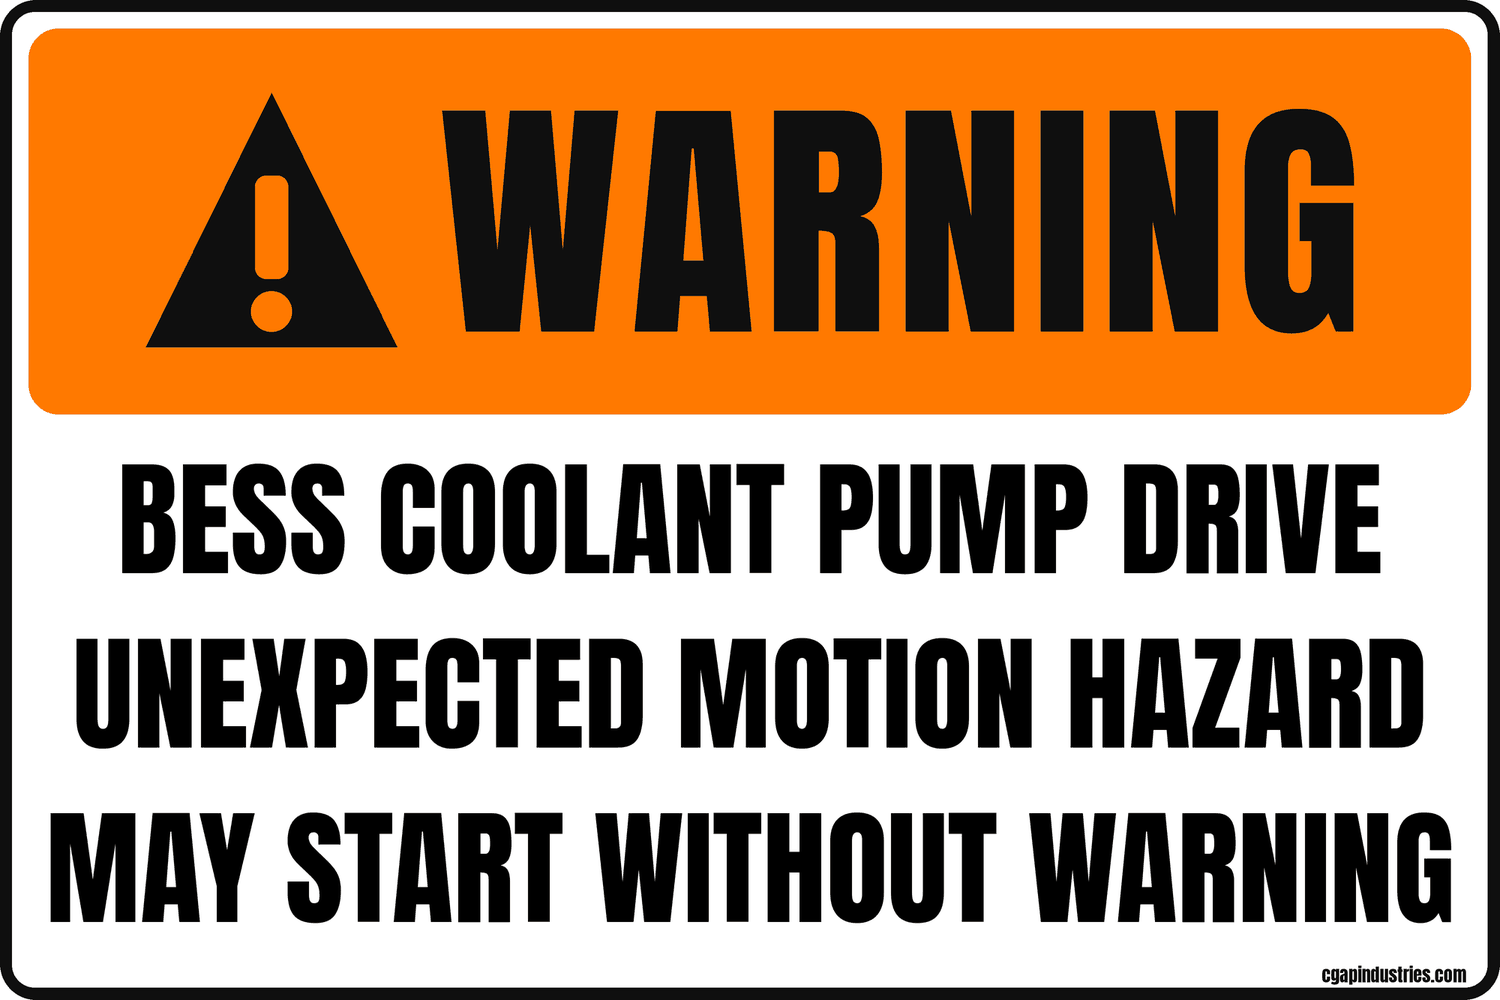 WARNING
BESS COOLANT PUMP DRIVE
UNEXPECTED MOTION HAZARD
MAY START WITHOUT WARNING
cgapindustries.com